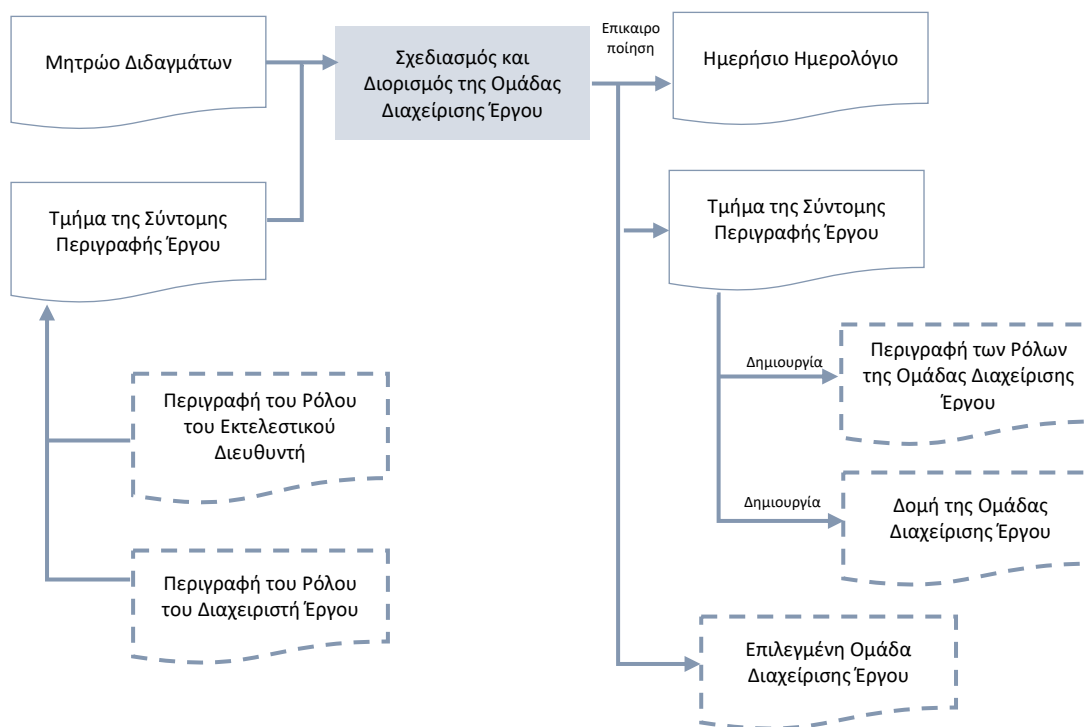 Μητρώο Διδαγμάτων
Σχεδιασμός και
Διορισμός της Ομάδας
Διαχείρισης Έργου
Επικαιρο
ποίηση
Ημερήσιο Ημερολόγιο
Τμήμα της Σύντομης
Περιγραφής Έργου
Τμήμα της Σύντομης
Περιγραφής Έργου
Περιγραφή του Ρόλου
του Εκτελεστικού
Διευθυντή
Περιγραφή του Ρόλου
του Διαχειριστή Έργου
Δημιουργία
Περιγραφή των Ρόλων
της Ομάδας Διαχείρισης
Έργου
Δημιουργία
Δομή της Ομάδας
Διαχείρισης Έργου
Επιλεγμένη Ομάδα
Διαχείρισης Έργου